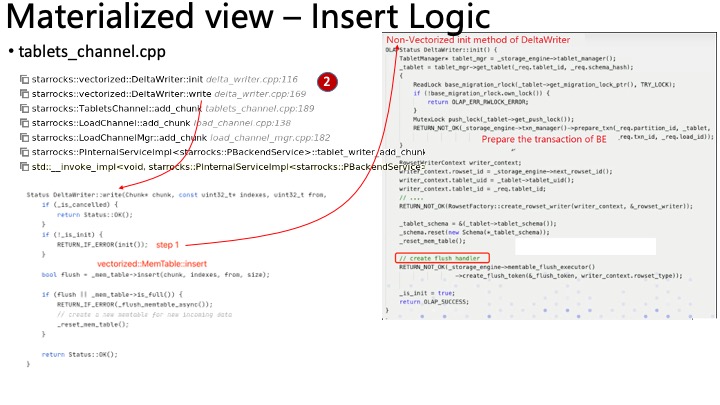 Materialized view – Insert Logic
• tablets_channel.cpp
starrocks::vectorized::DeltaWriter::init delta_writer.cpp:116
2
starrocks::vectorized::DeltaWriter::write delta_writer.cpp:169
starrocks::TabletsChannel::add_chunk tablets_channel.cpp:189
starrocks::LoadChannel::add_chunk load_channel.cpp:138
starrocks::LoadChannelMgr::add_chunk load_channel_mgr.cpp:182
starrocks::PInternalServiceImpl<starrocks::PBackendService>::tablet_writer_add_chunk
std::__invoke_impl<void, starrocks::PInternalServiceImpl<starrocks::PBackendService>
Status DeltaWriter::write(Chunk* chunk, const uint32_t* indexes, uint32_t from,
if (_is_cancelled) {
return Status::OK();
}
if (!_is_init) {
RETURN_IF_ERROR(init()); step 1
}
vectorized::MemTable::insert
bool flush = _mem_table->insert(chunk, indexes, from, size);
if (flush || _mem_table->is_full()) {
RETURN_IF_ERROR(_flush_memtable_async());
// create a new memtable for new incoming data
_reset_mem_table();
}
return Status::OK();
}
Non-Vectorized init method of DeltaWriter
OLAPStatus DeltaWriter::init() {
TabletManager* tablet_mgr = _storage_engine->tablet_manager();
_tablet = tablet_mgr->get_tablet(_req.tablet_id, _req.schema_hash);
{
ReadLock base_migration_rlock(_tablet->get_migration_lock_ptr(), TRY_LOCK);
if (!base_migration_rlock.own_lock()) {
return OLAP_ERR_RWLOCK_ERROR;
}
MutexLock push_lock(_tablet->get_push_lock());
RETURN_NOT_OK(_storage_engine->txn_manager()->prepare_txn(_req.partition_id, _tablet,
_req.txn_id, _req.load_id));
Prepare the transaction of BE
}
RowsetWriterContext writer_context;
writer_context.rowset_id = _storage_engine->next_rowset_id();
writer_context.tablet_uid = _tablet->tablet_uid();
writer_context.tablet_id = _req.tablet_id;
// ....
RETURN_NOT_OK(RowsetFactory::create_rowset_writer(writer_context, &_rowset_writer));
_tablet_schema = &(_tablet->tablet_schema());
_schema.reset(new Schema(*_tablet_schema));
_reset_mem_table();
// create flush handler
RETURN_NOT_OK(_storage_engine->memtable_flush_executor()
->create_flush_token(&_flush_token, writer_context.rowset_type));
_is_init = true;
return OLAP_SUCCESS;
}